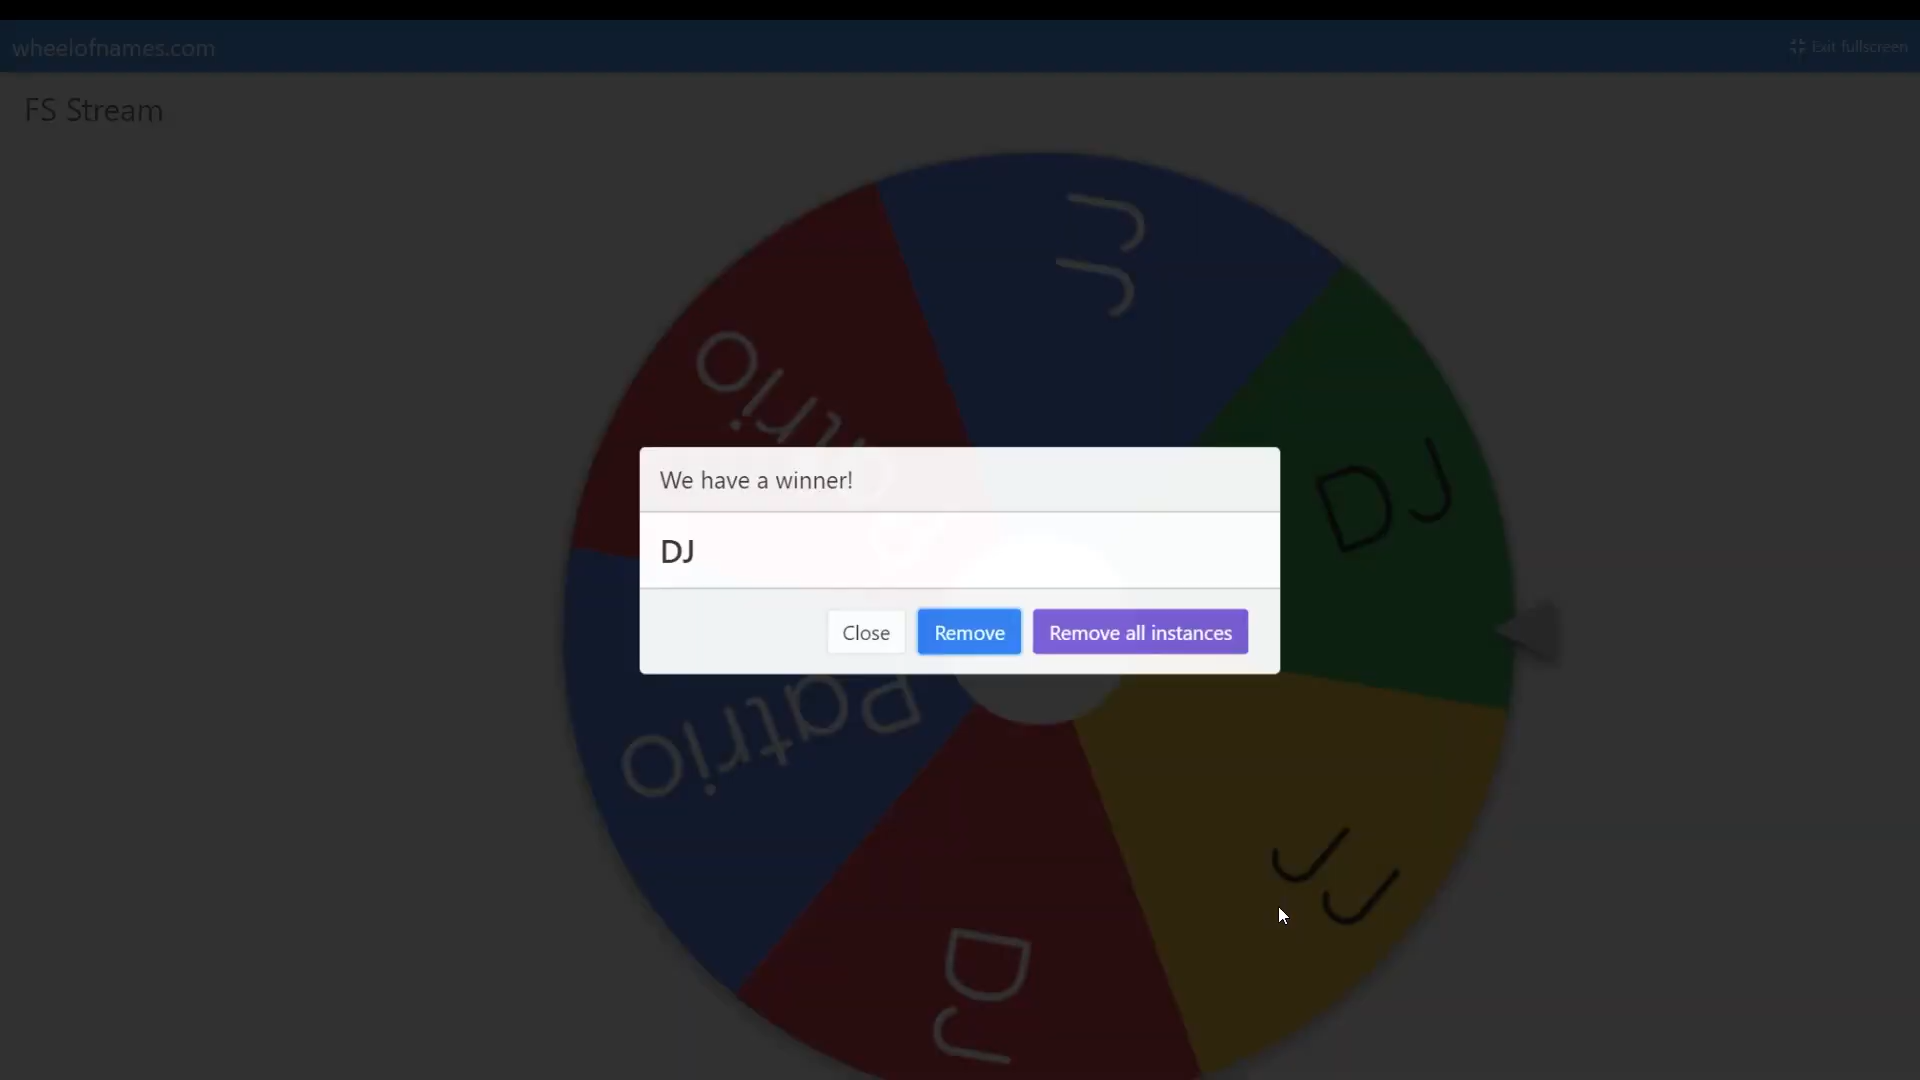 wheelofnames.com
Exit fullscreen
FS Stream
JJ
Patrio
DJ
We have a winner!
DJ
Close
Remove
Remove all instances
Patrio
JJ
DJ